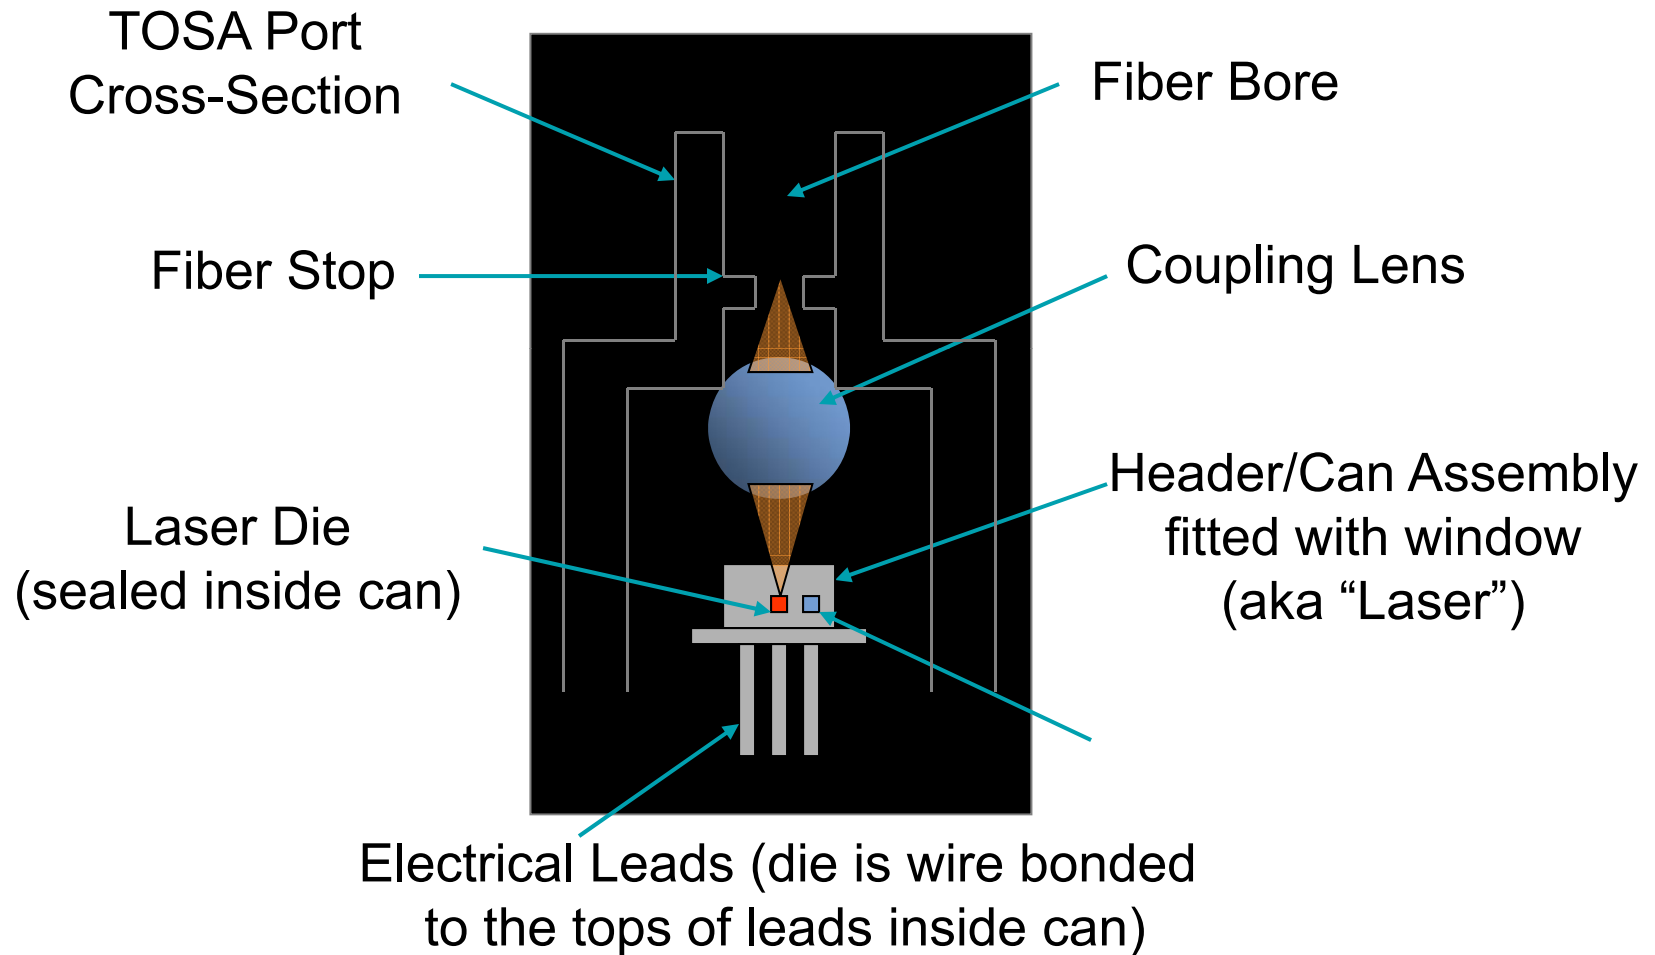 TOSA Port
Cross-Section
Fiber Bore
Fiber Stop
Coupling Lens
Header/Can Assembly
fitted with window
(aka “Laser”)
Laser Die
(sealed inside can)
Electrical Leads (die is wire bonded
to the tops of leads inside can)